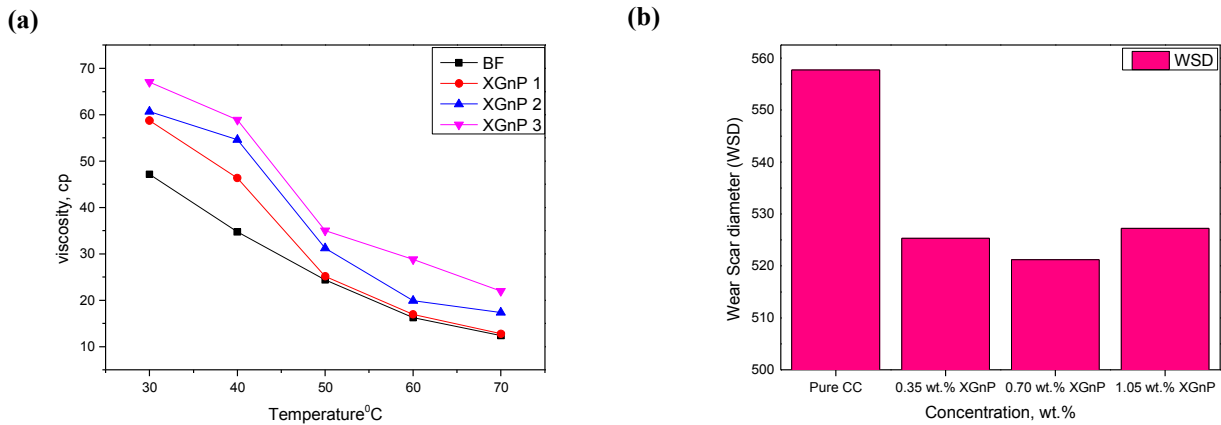 (a)
70
60
50
40
30
20
10
viscosity, cp
BF
XGnP 1
XGnP 2
XGnP 3
30 40 50 60 70
Temperature⁰C
(b)
560
550
540
530
520
510
500
Wear Scar diameter (WSD)
WSD
Pure CC 0.35 wt.% XGnP 0.70 wt.% XGnP 1.05 wt.% XGnP
Concentration, wt.%